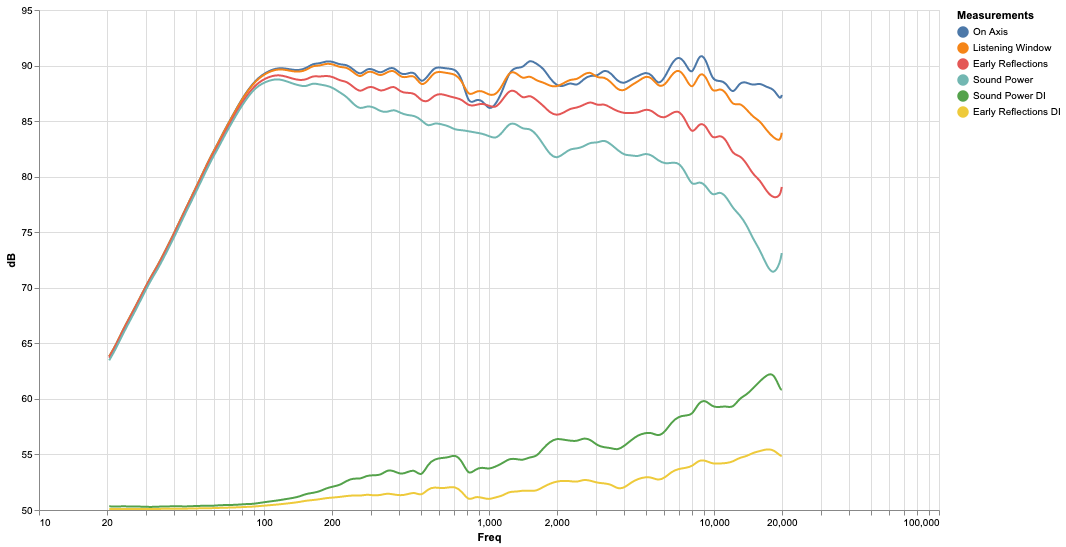 Measurements
On Axis
Listening Window
Early Reflections
Sound Power
Sound Power DI
Early Reflections DI
95
90
85
80
75
70
65
60
55
50
dB
10 20 100 200 1,000 2,000 10,000 20,000 100,000
Freq